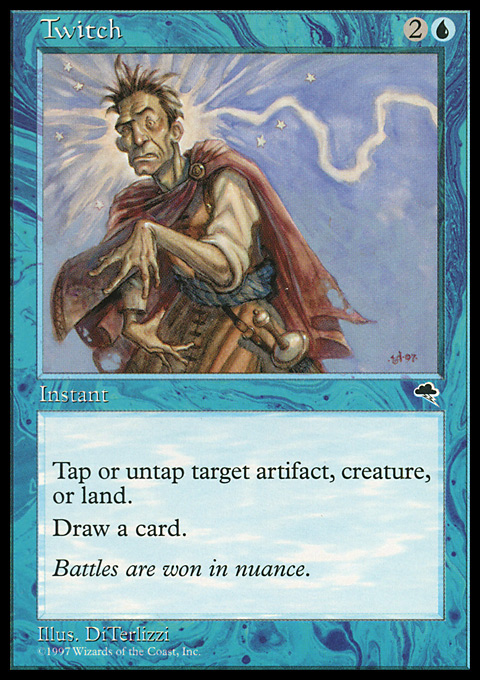 Twitch 2
Instant
Tap or untap target artifact, creature,
or land.
Draw a card.
Battles are won in nuance.
Illus. DiTerlizzi
©1997 Wizards of the Coast, Inc.